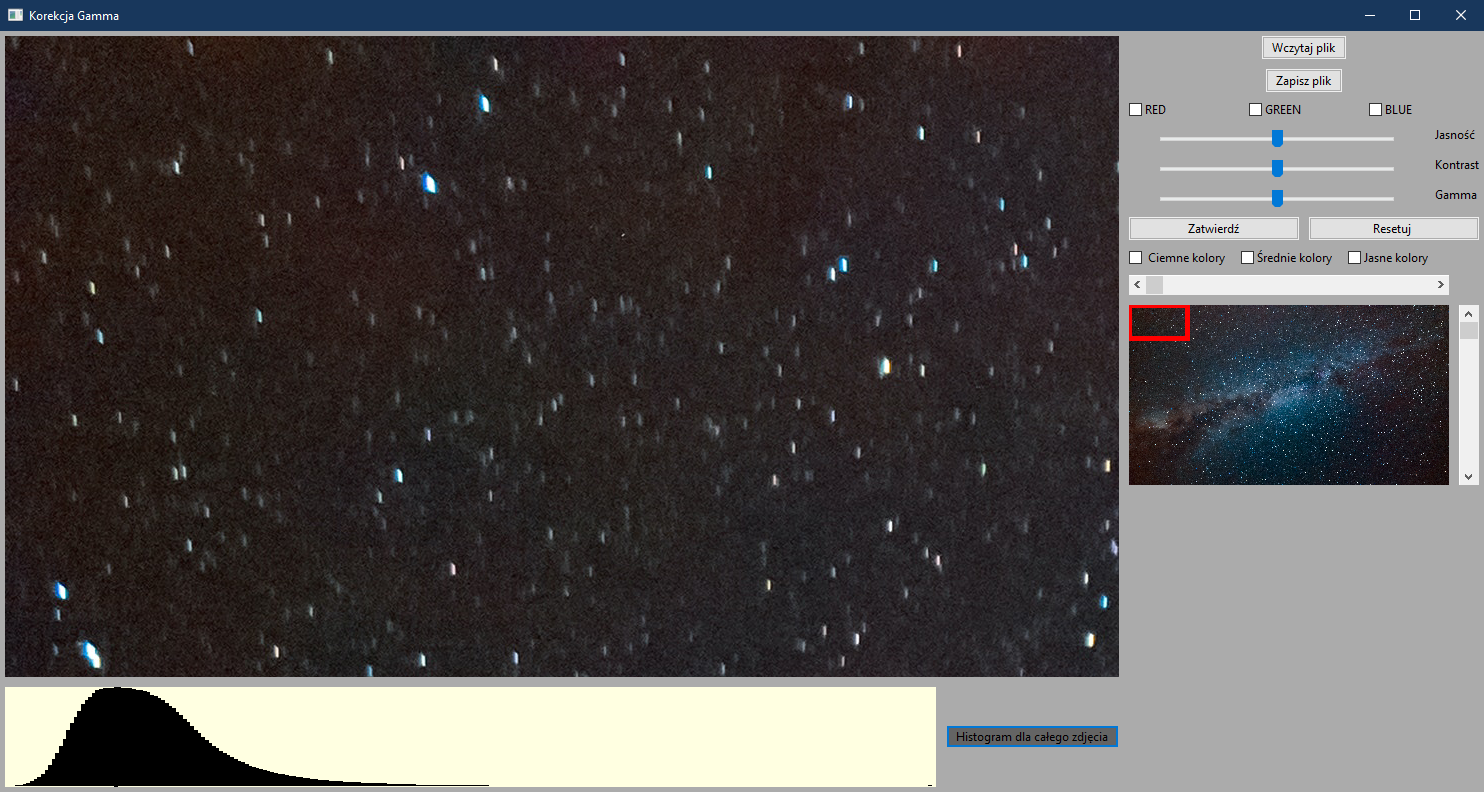 Korekcja Gamma
Wczytaj plik
Zapisz plik
RED GREEN BLUE
Jasność
Kontrast
Gamma
Zatwierdź Resetuj
Ciemne kolory Średnie kolory Jasne kolory
Histogram dla całego zdjęcia